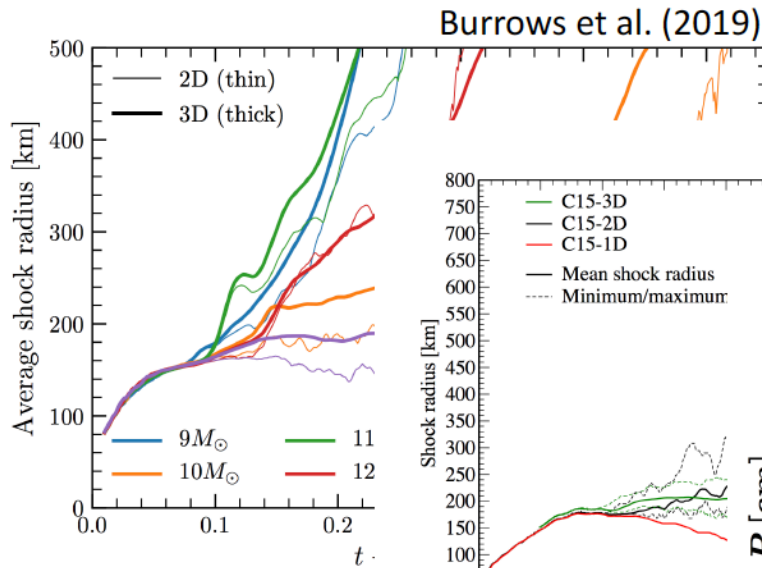 Burrows et al. (2019)
500
400
300
200
100
0
Average shock radius [km]
2D (thin)
3D (thick)
9M⊙
10M⊙
11
12
0.0
0.1
0.2
t
800
750
700
650
600
550
500
450
400
350
300
250
200
150
100
Shock radius [km]
C15-3D
C15-2D
C15-1D
Mean shock radius
Minimum/maximum
[cm]